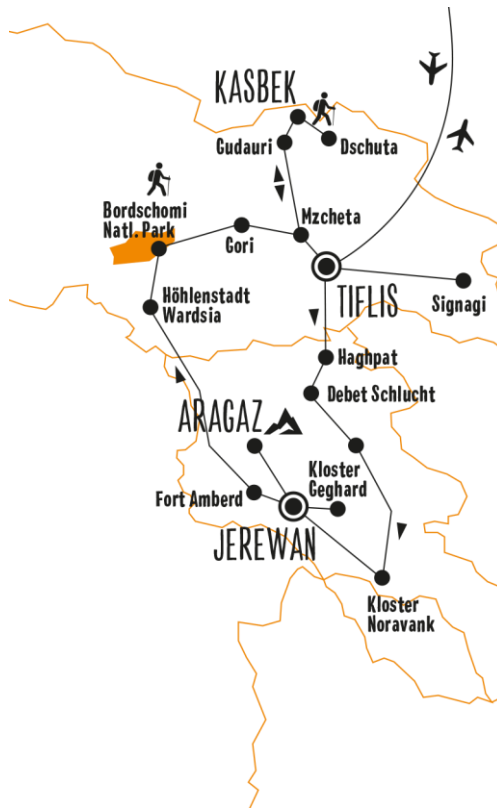 KASBEK
Gudauri
Dschuta
Bordschomi
Natl. Park
Mzcheta
Gori
TIFLIS
Signagi
Höhlenstadt
Wardsia
Haghpat
Debet Schlucht
ARAGAZ
Kloster
Geghard
Fort Amberd
JEREWAN
Kloster
Noravank